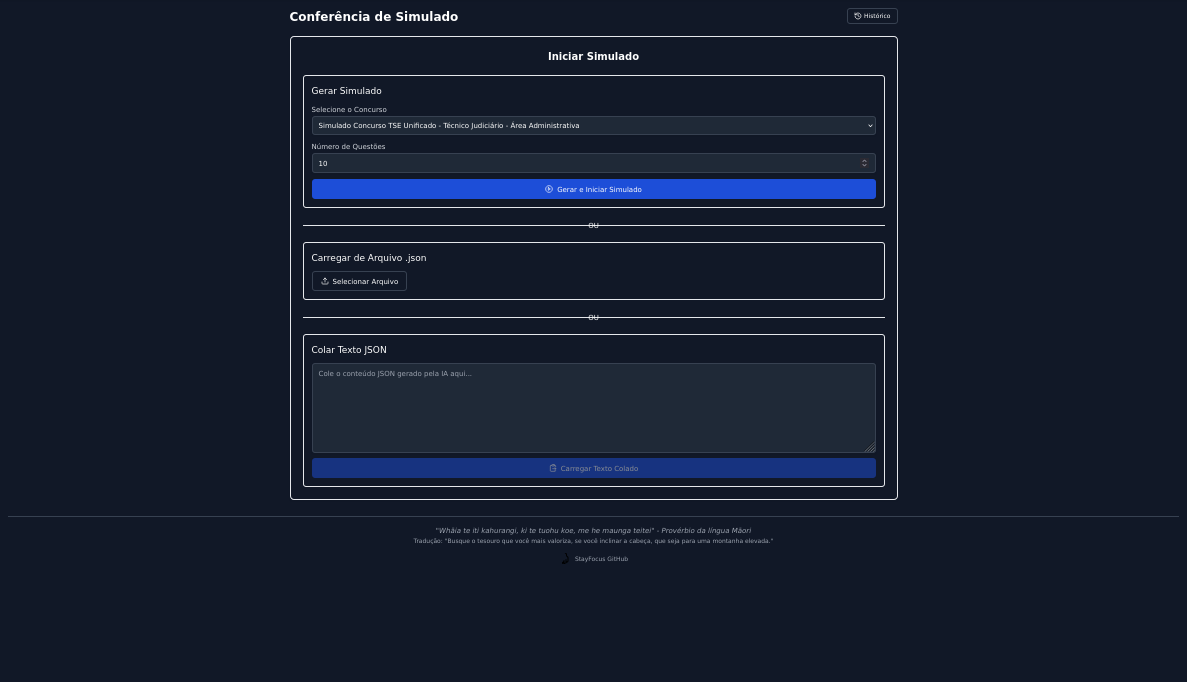 Conferência de Simulado
Histórico
Iniciar Simulado
Gerar Simulado
Selecione o Concurso
Simulado Concurso TSE Unificado - Técnico Judiciário - Área Administrativa
Número de Questões
10
Gerar e Iniciar Simulado
OU
Carregar de Arquivo .json
Selecionar Arquivo
OU
Colar Texto JSON
Cole o conteúdo JSON gerado pela IA aqui...
Carregar Texto Colado
"Whāia te iti kahurangi, ki te tuohu koe, me he maunga teitei" - Provérbio da língua Māori
Tradução: "Busque o tesouro que você mais valoriza, se você inclinar a cabeça, que seja para uma montanha elevada."
StayFocus GitHub